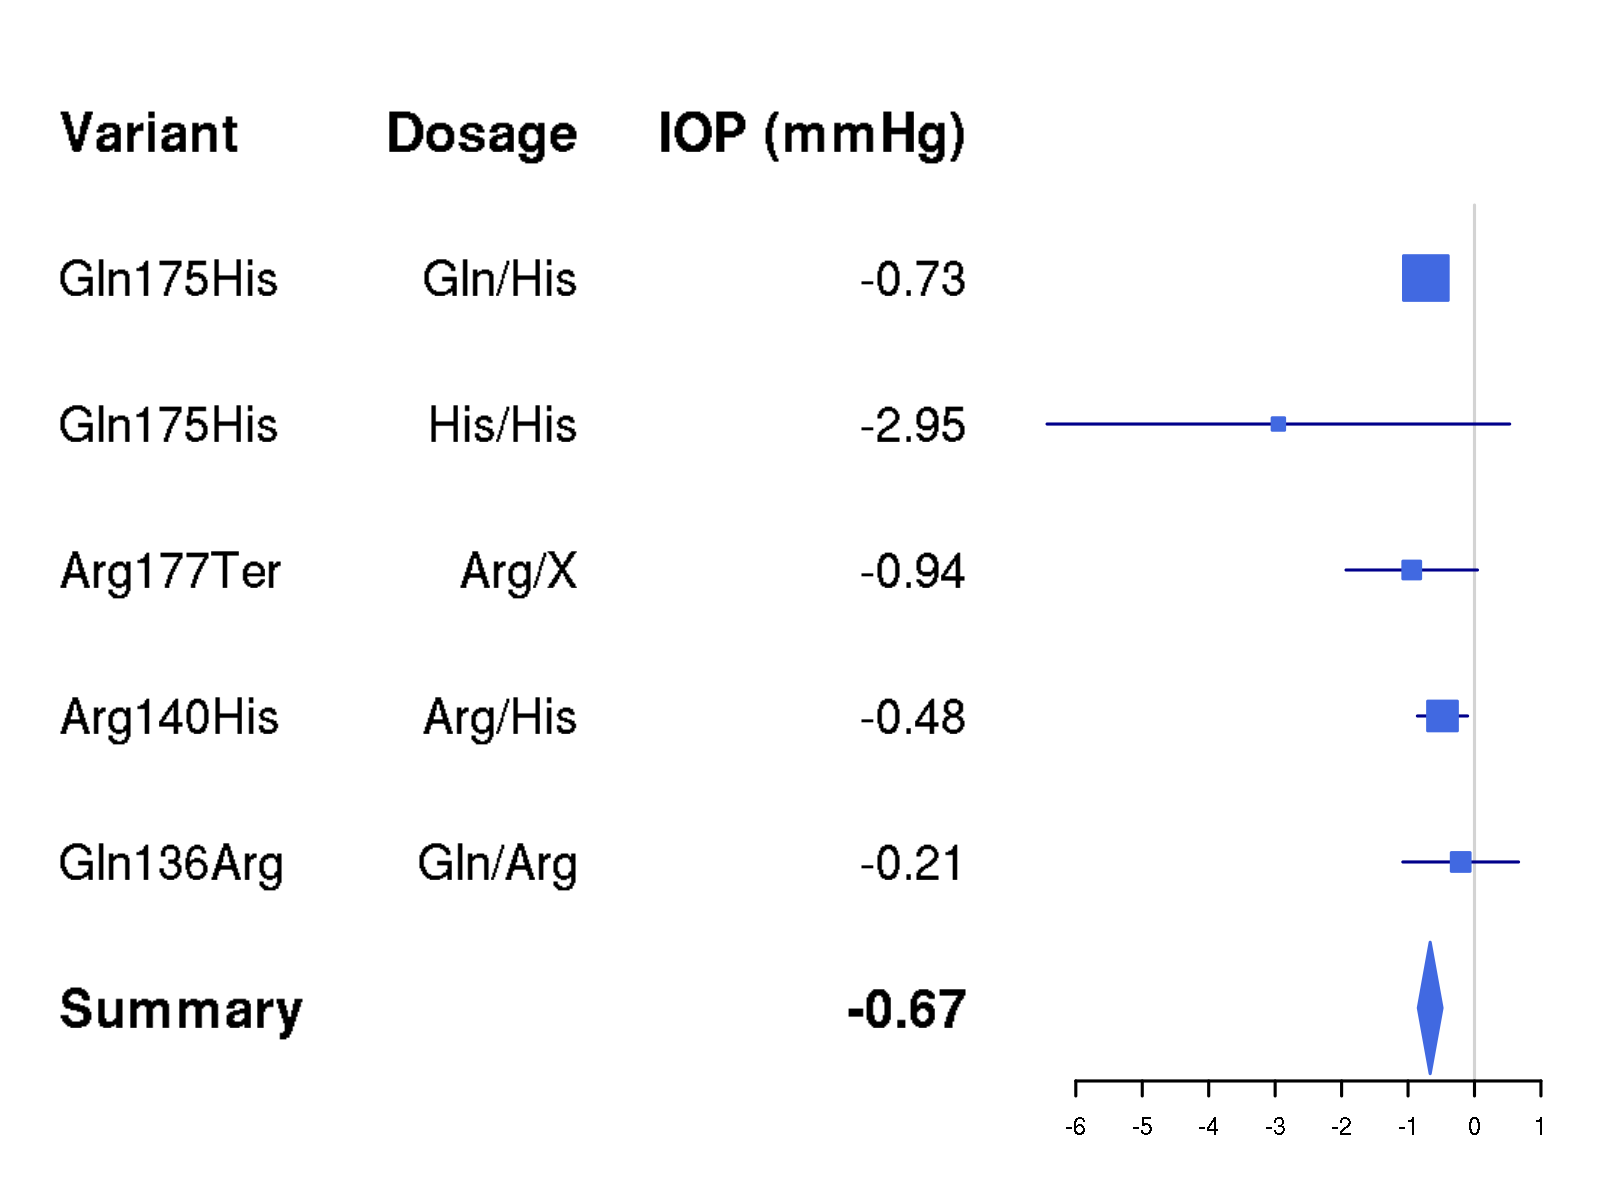 Variant Dosage IOP (mmHg)
Gln175His Gln/His -0.73
Gln175His His/His -2.95
Arg177Ter Arg/X -0.94
Arg140His Arg/His -0.48
Gln136Arg Gln/Arg -0.21
Summary -0.67
-6 -5 -4 -3 -2 -1 0 1